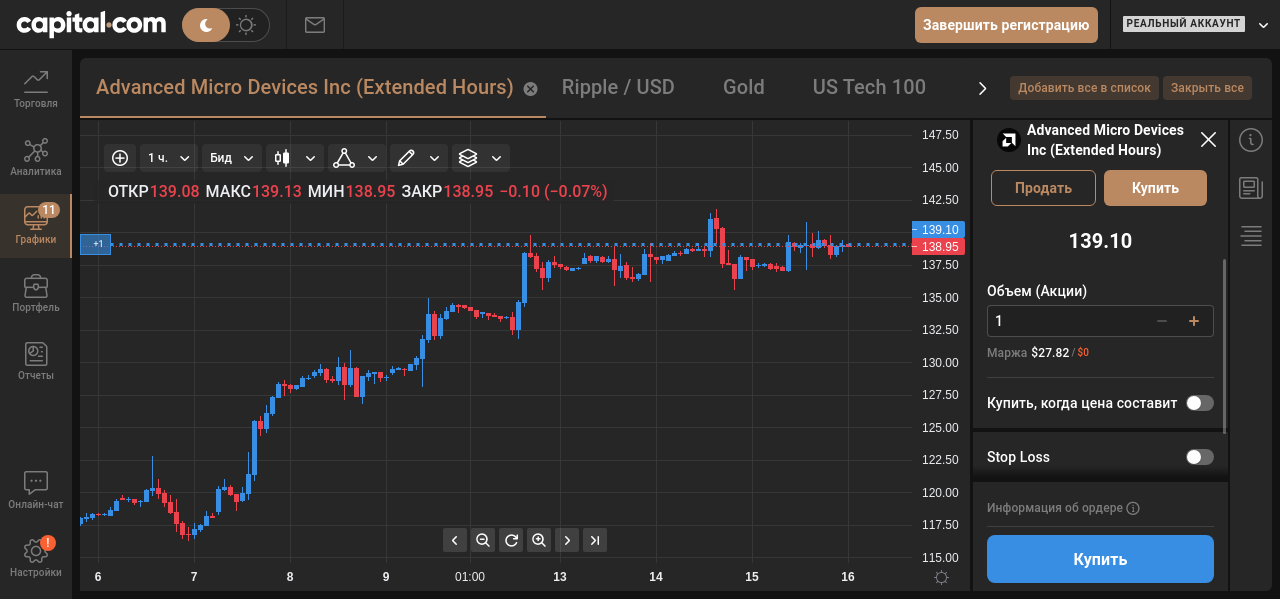 capital.com
Завершить регистрацию
РЕАЛЬНЫЙ АККАУНТ
Торговля
Аналитика
11
Графики
Портфель
Отчеты
Онлайн-чат
!
Настройки
Advanced Micro Devices Inc (Extended Hours)
Ripple / USD
Gold
US Tech 100
Добавить все в список
Закрыть все
1 ч.
Бид
ОТКР139.08 МАКС139.13 МИН138.95 ЗАКР138.95 −0.10 (−0.07%)
+1
147.50
145.00
142.50
139.10
138.95
137.50
135.00
132.50
130.00
127.50
125.00
122.50
120.00
117.50
115.00
6 7 8 9 01:00 13 14 15 16
Advanced Micro Devices
Inc (Extended Hours)
Продать
Купить
139.10
Объем (Акции)
1
Маржа $27.82 / $0
Купить, когда цена составит
Stop Loss
Информация об ордере
Купить